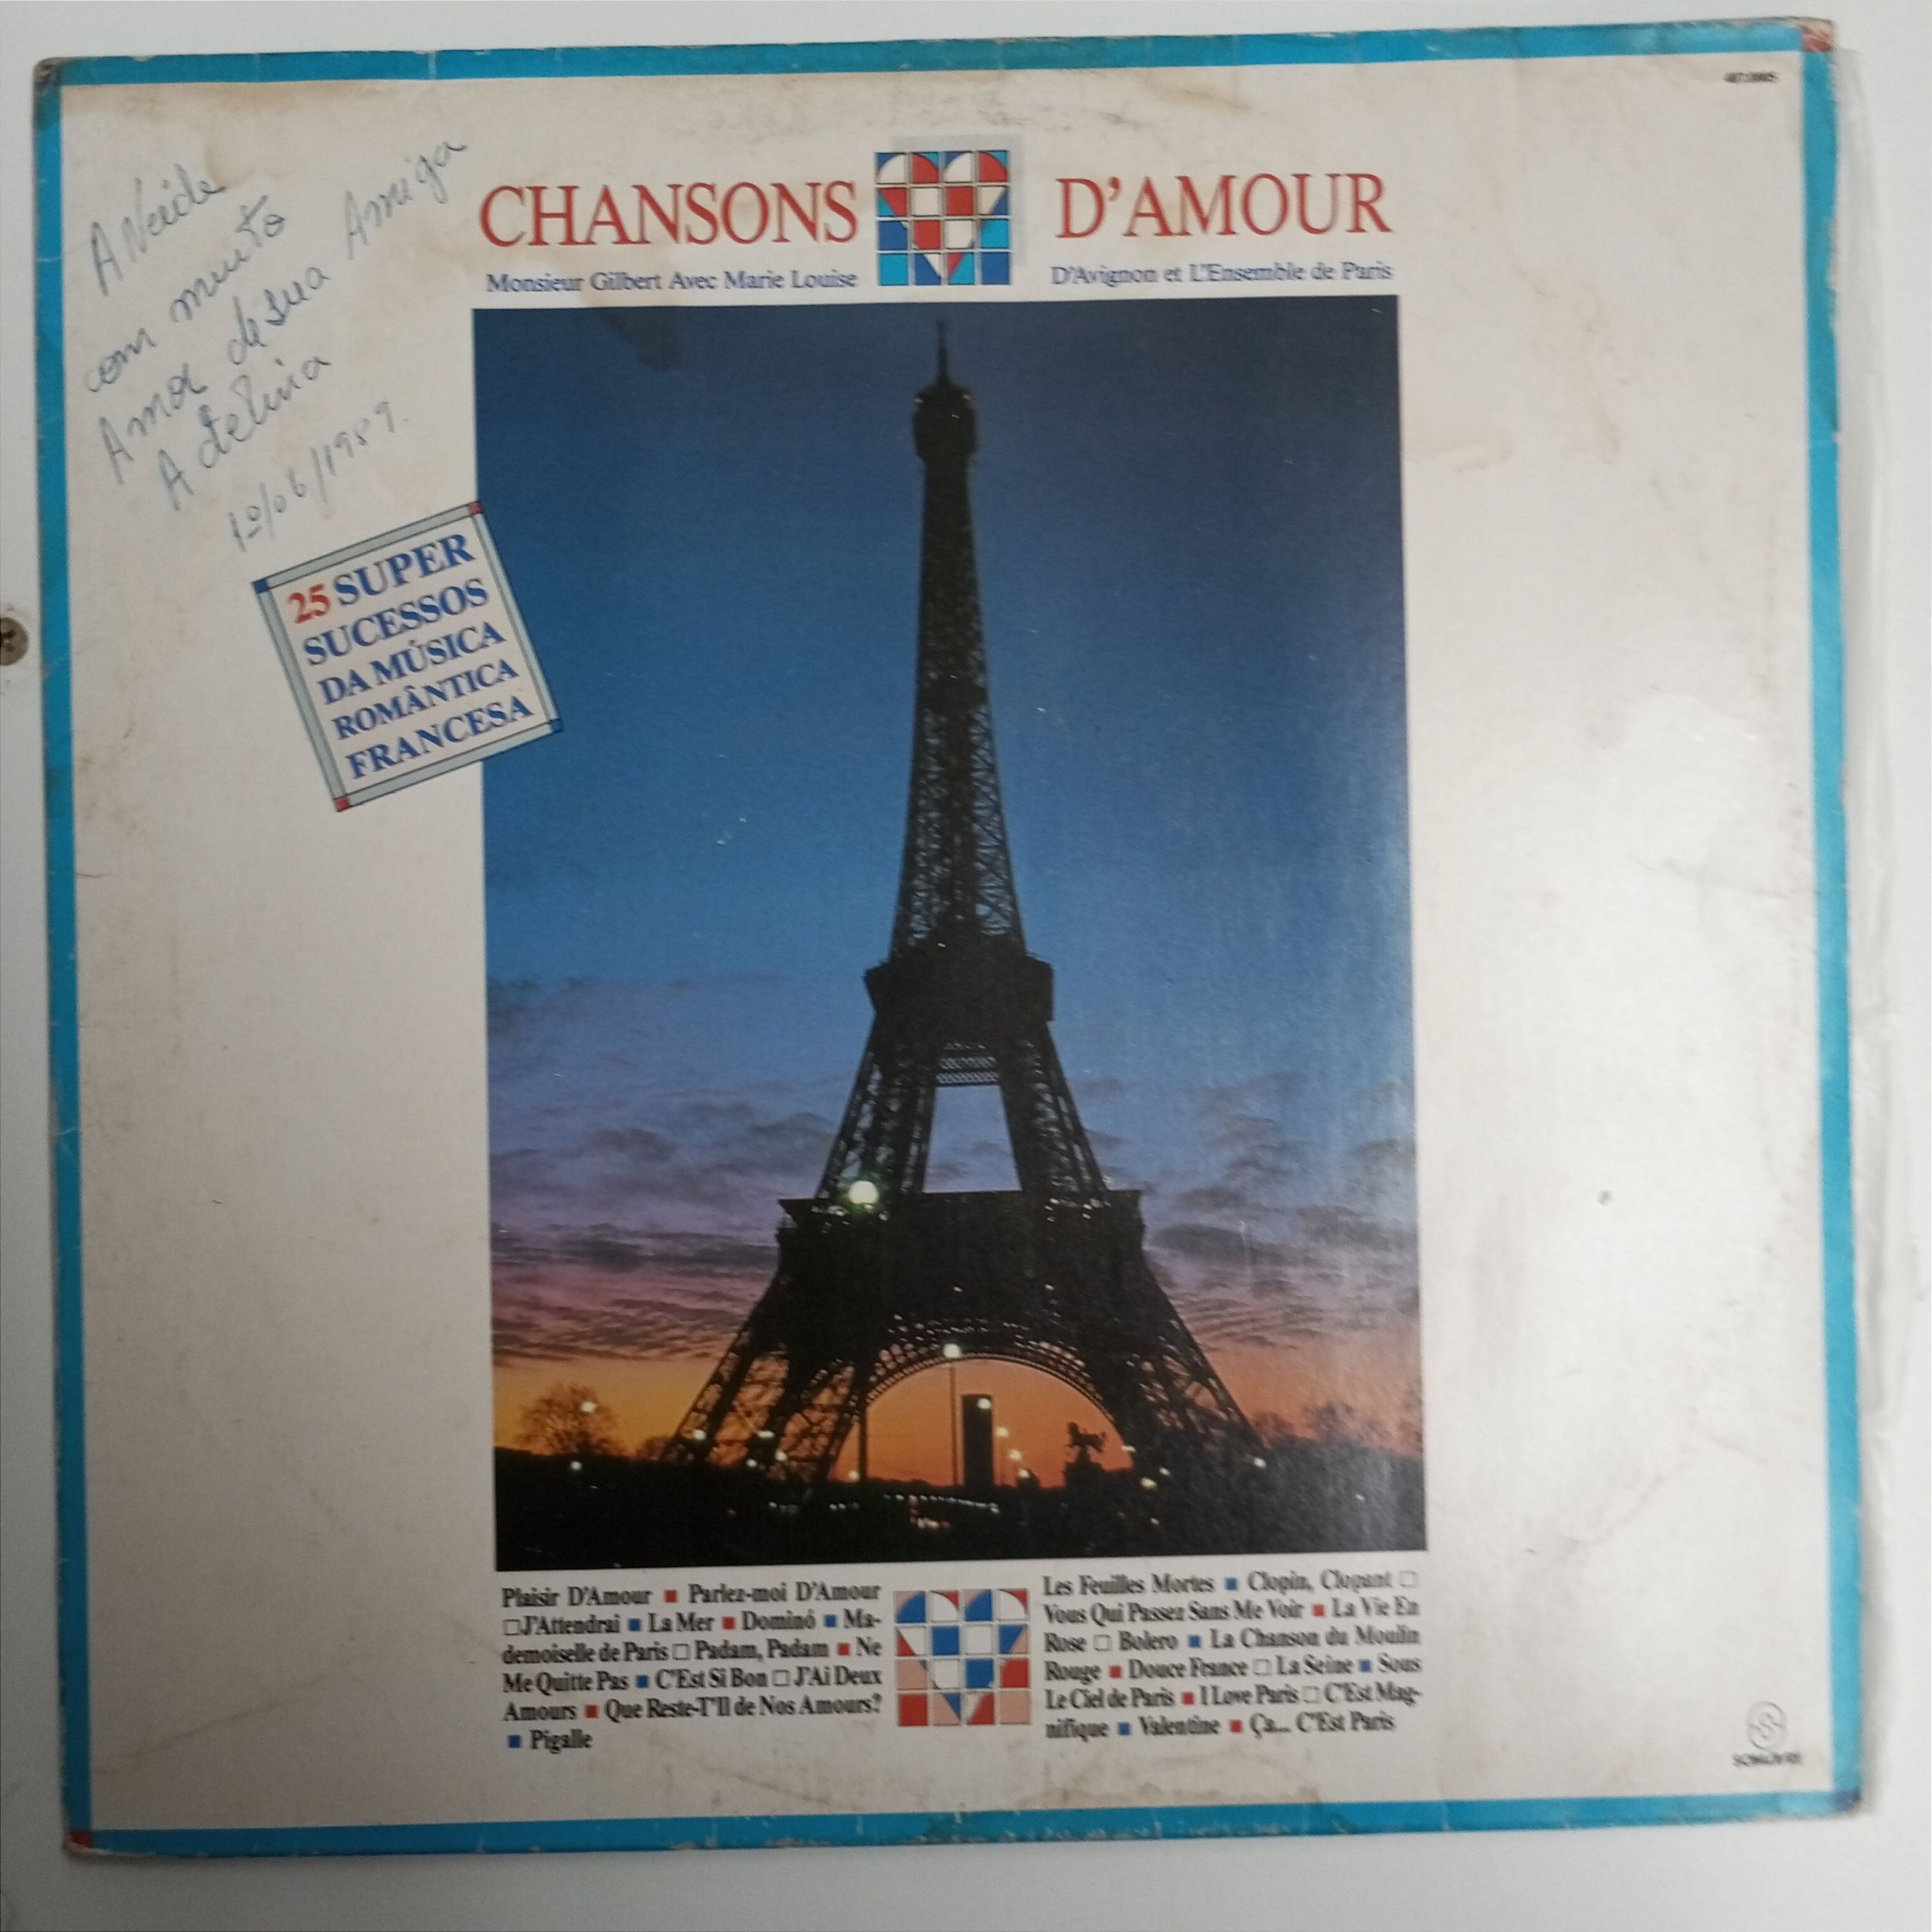 A Neide
com muito
Amor de sua Amiga
Adelina
1º/06/1989.
CHANSONS D'AMOUR
Monsieur Gilbert Avec Marie Louise D'Avignon et L'Ensemble de Paris
25 SUPER
SUCESSOS
DA MÚSICA
ROMÂNTICA
FRANCESA
Plaisir D'Amour ■ Parlez-moi D'Amour
□ J'Attendrai ■ La Mer ■ Dominó ■ Ma-
demoiselle de Paris □ Padam, Padam ■ Ne
Me Quitte Pas ■ C'Est Si Bon □ J'Ai Deux
Amours ■ Que Reste-T'Il de Nos Amours?
■ Pigalle
Les Feuilles Mortes ■ Clopin, Clopant □
Vous Qui Passez Sans Me Voir ■ La Vie En
Rose □ Bolero ■ La Chanson du Moulin
Rouge ■ Douce France □ La Seine ■ Sous
Le Ciel de Paris ■ I Love Paris □ C'Est Mag-
nifique ■ Valentine ■ Ça... C'Est Paris